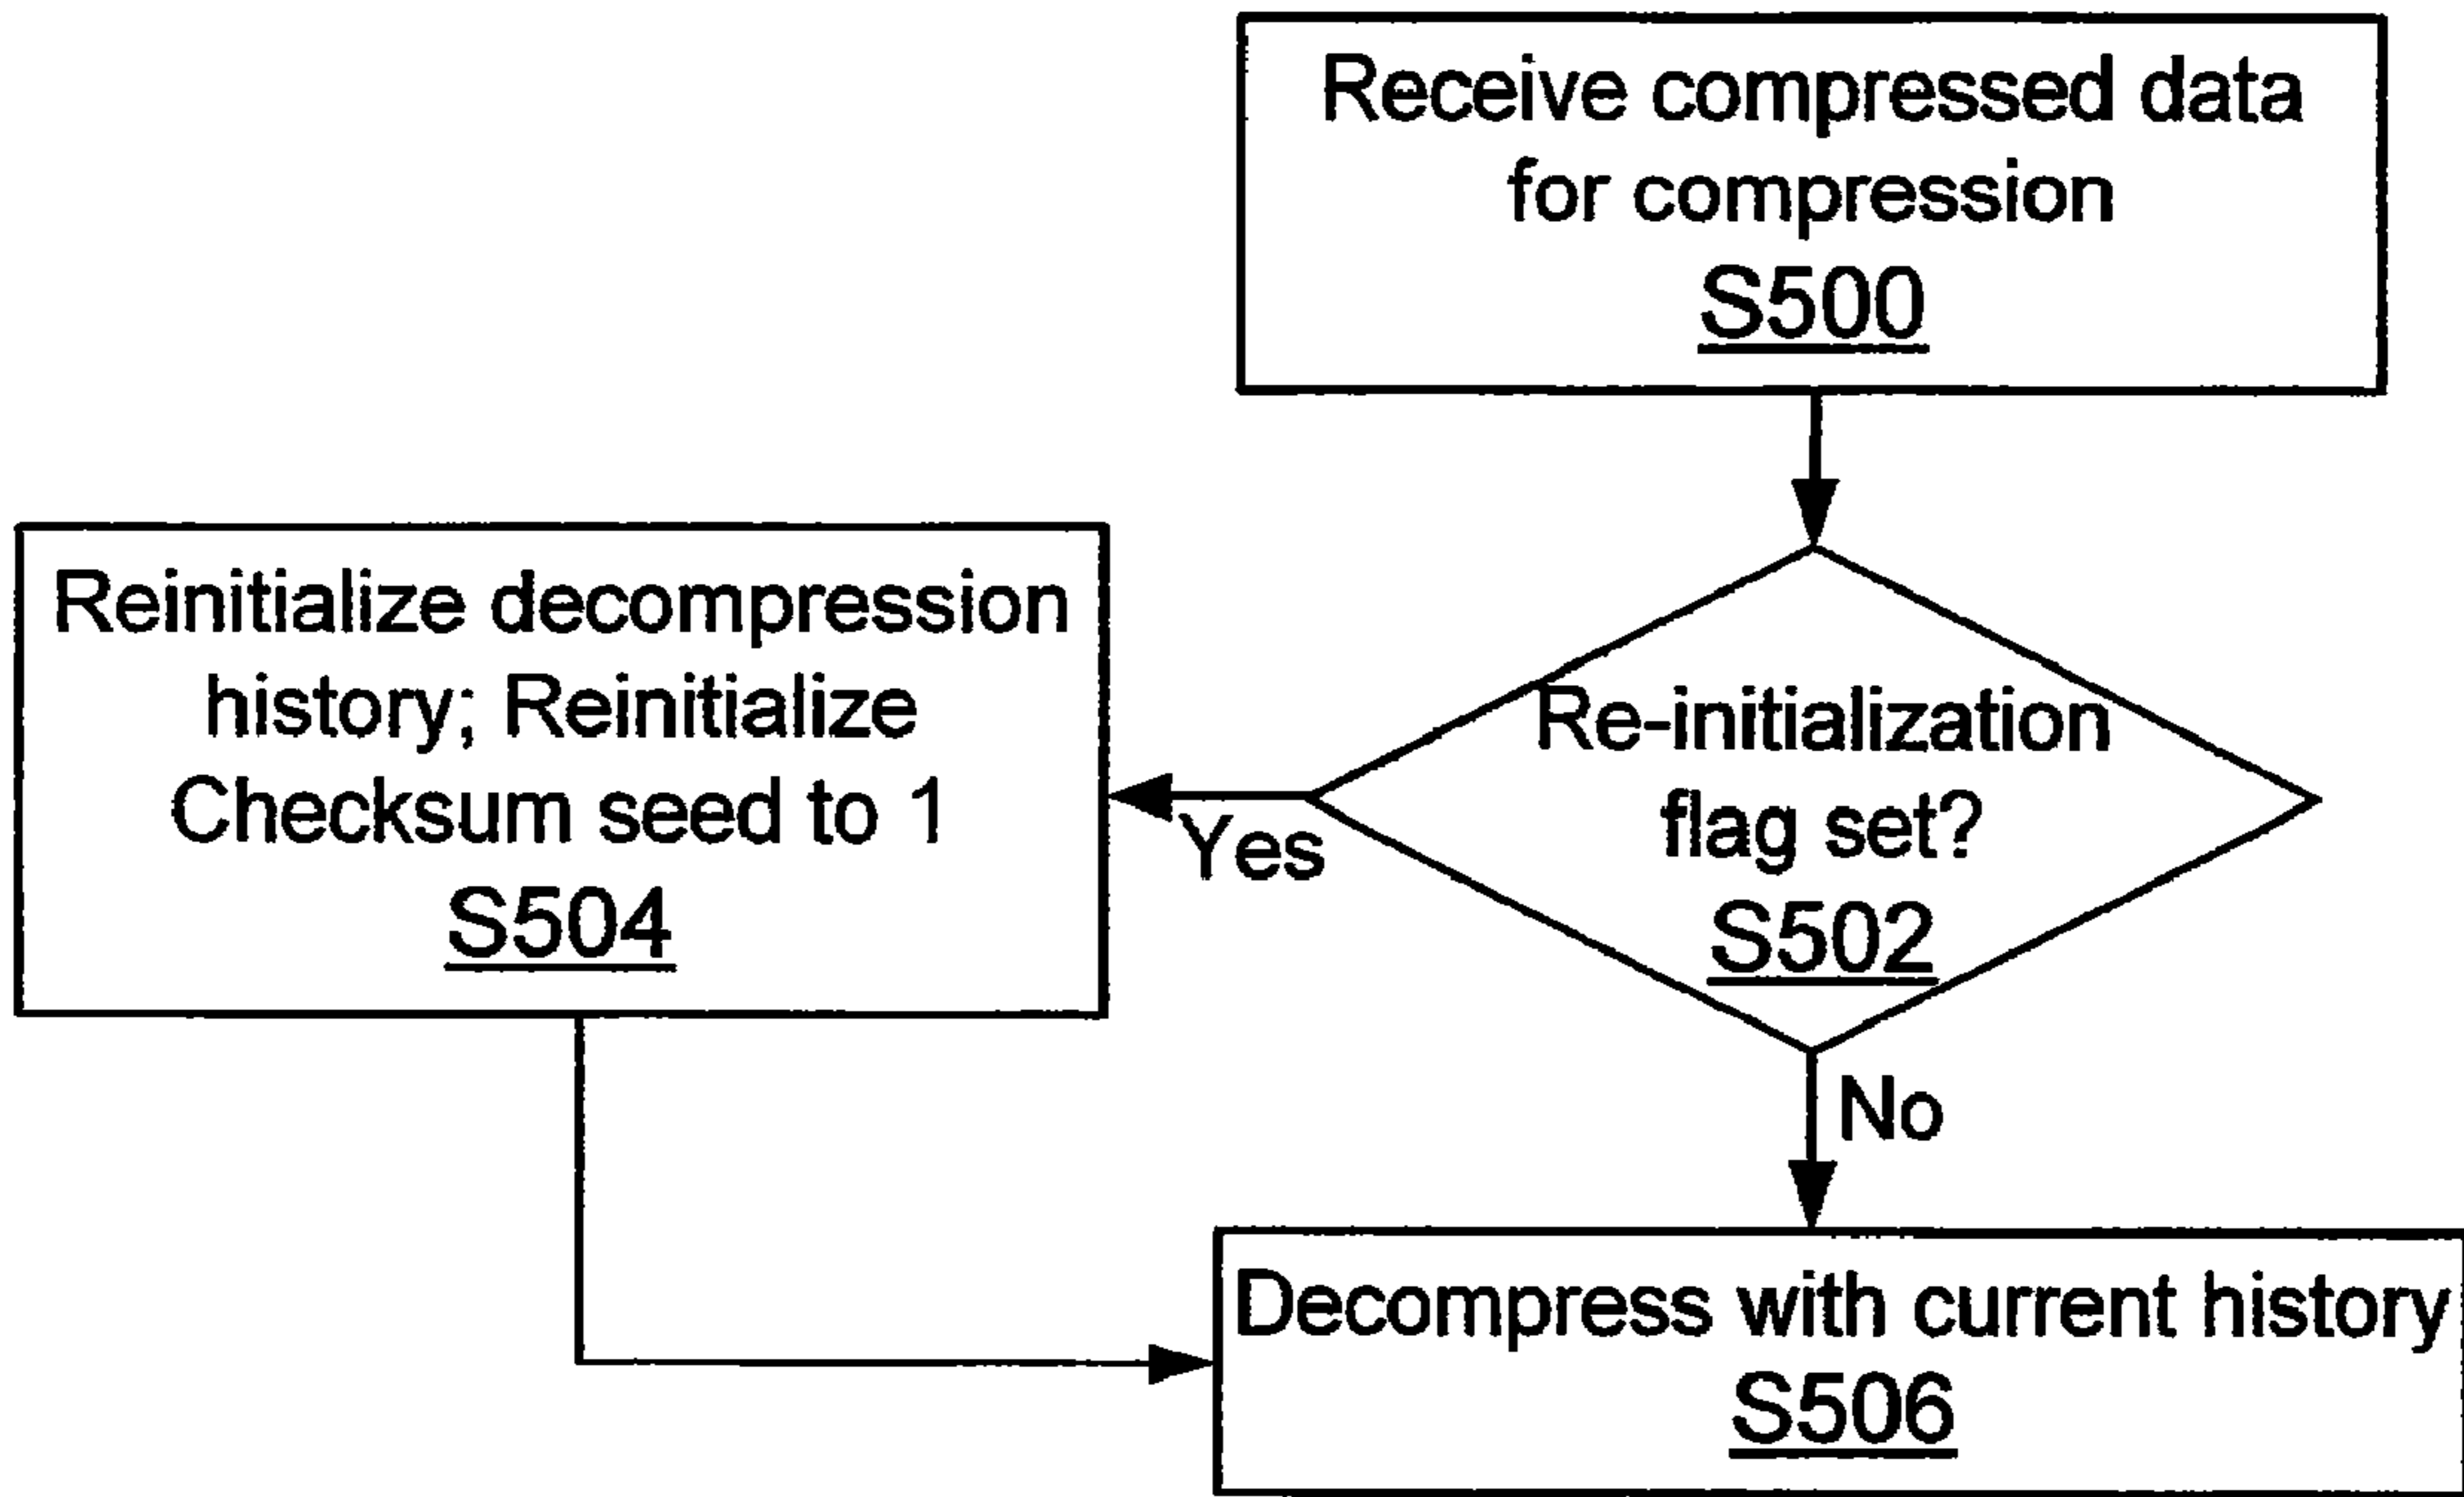 Receive compressed data
for compression
S500
Re-initialization
flag set?
S502
Yes
Reinitialize decompression
history; Reinitialize
Checksum seed to 1
S504
No
Decompress with current history
S506